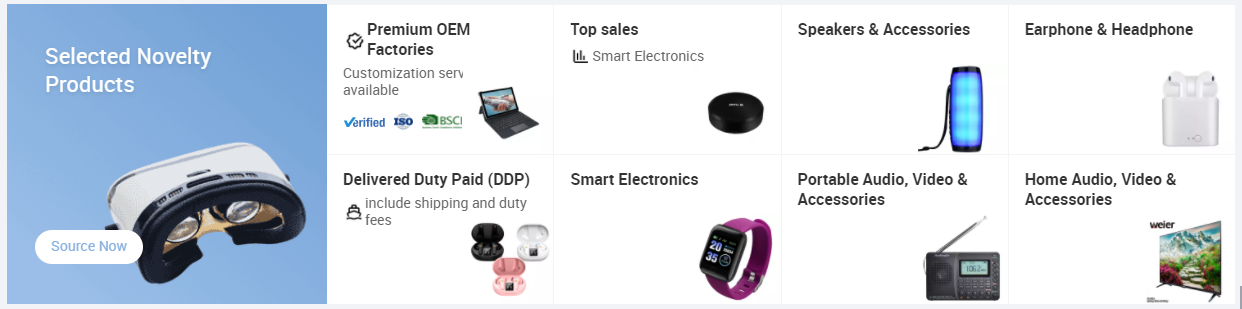 Selected Novelty
Products
Source Now
Premium OEM
Factories
Customization serv
available
Verified ISO BSCI
Top sales
Smart Electronics
Speakers & Accessories
Earphone & Headphone
Delivered Duty Paid (DDP)
include shipping and duty
fees
Smart Electronics
20
35
Portable Audio, Video &
Accessories
Home Audio, Video &
Accessories
weier